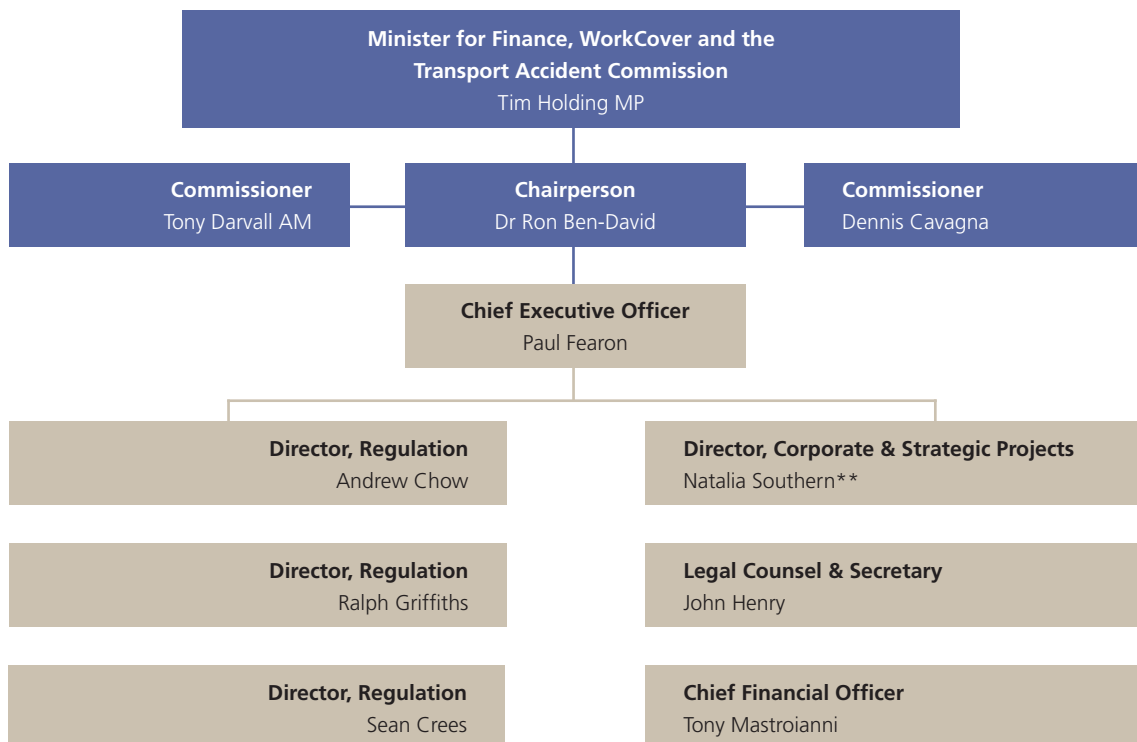 Minister for Finance, WorkCover and the
Transport Accident Commission
Tim Holding MP
Commissioner
Tony Darvall AM
Chairperson
Dr Ron Ben-David
Commissioner
Dennis Cavagna
Chief Executive Officer
Paul Fearon
Director, Regulation
Andrew Chow
Director, Corporate & Strategic Projects
Natalia Southern**
Director, Regulation
Ralph Griffiths
Legal Counsel & Secretary
John Henry
Director, Regulation
Sean Crees
Chief Financial Officer
Tony Mastroianni